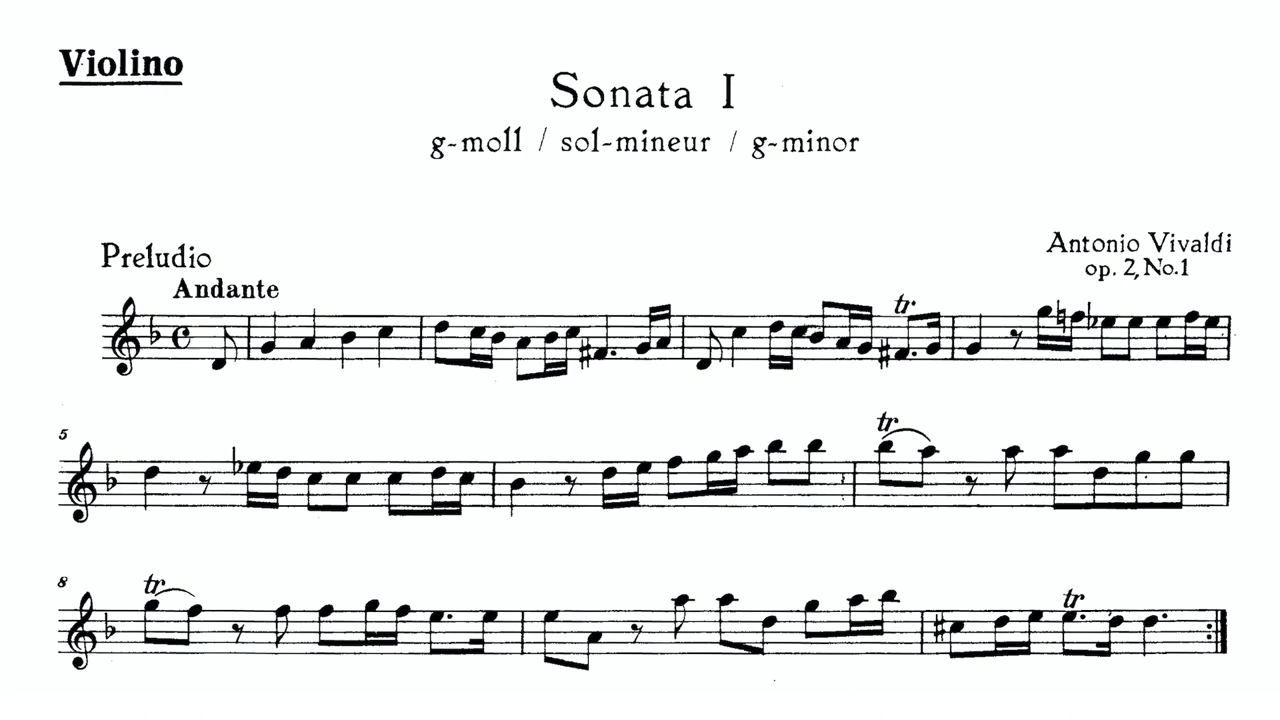 Violino
Sonata I
g-moll / sol-mineur / g-minor
Preludio
Antonio Vivaldi
op. 2, No.1
Andante
tr.
5
tr
8
tr
tr